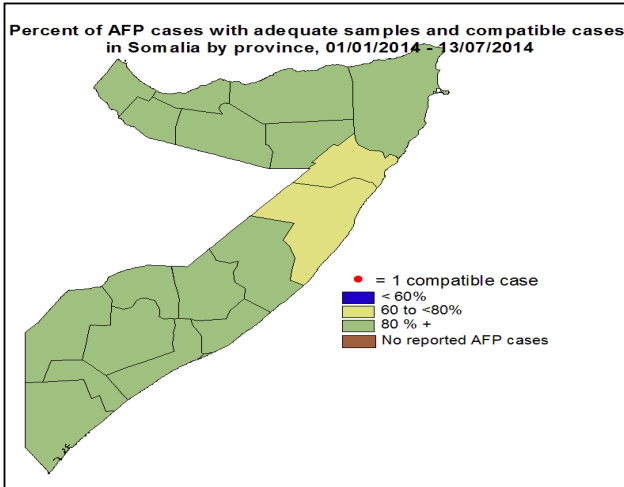 Percent of AFP cases with adequate samples and compatible cases
in Somalia by province, 01/01/2014 - 13/07/2014
= 1 compatible case
< 60%
60 to <80%
80 % +
No reported AFP cases